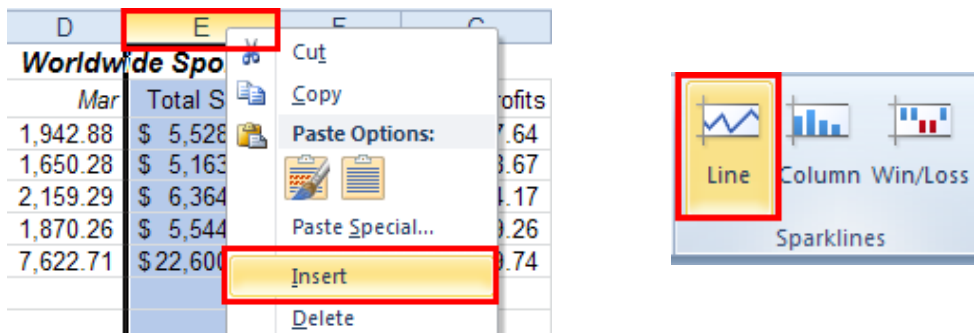 D E F G
Worldwide Spo
Mar Total S ofits
1,942.88 $ 5,528 7.64
1,650.28 $ 5,163 3.67
2,159.29 $ 6,364 .17
1,870.26 $ 5,544 9.26
7,622.71 $22,600 9.74
Cut
Copy
Paste Options:
Paste Special...
Insert
Delete
Line Column Win/Loss
Sparklines